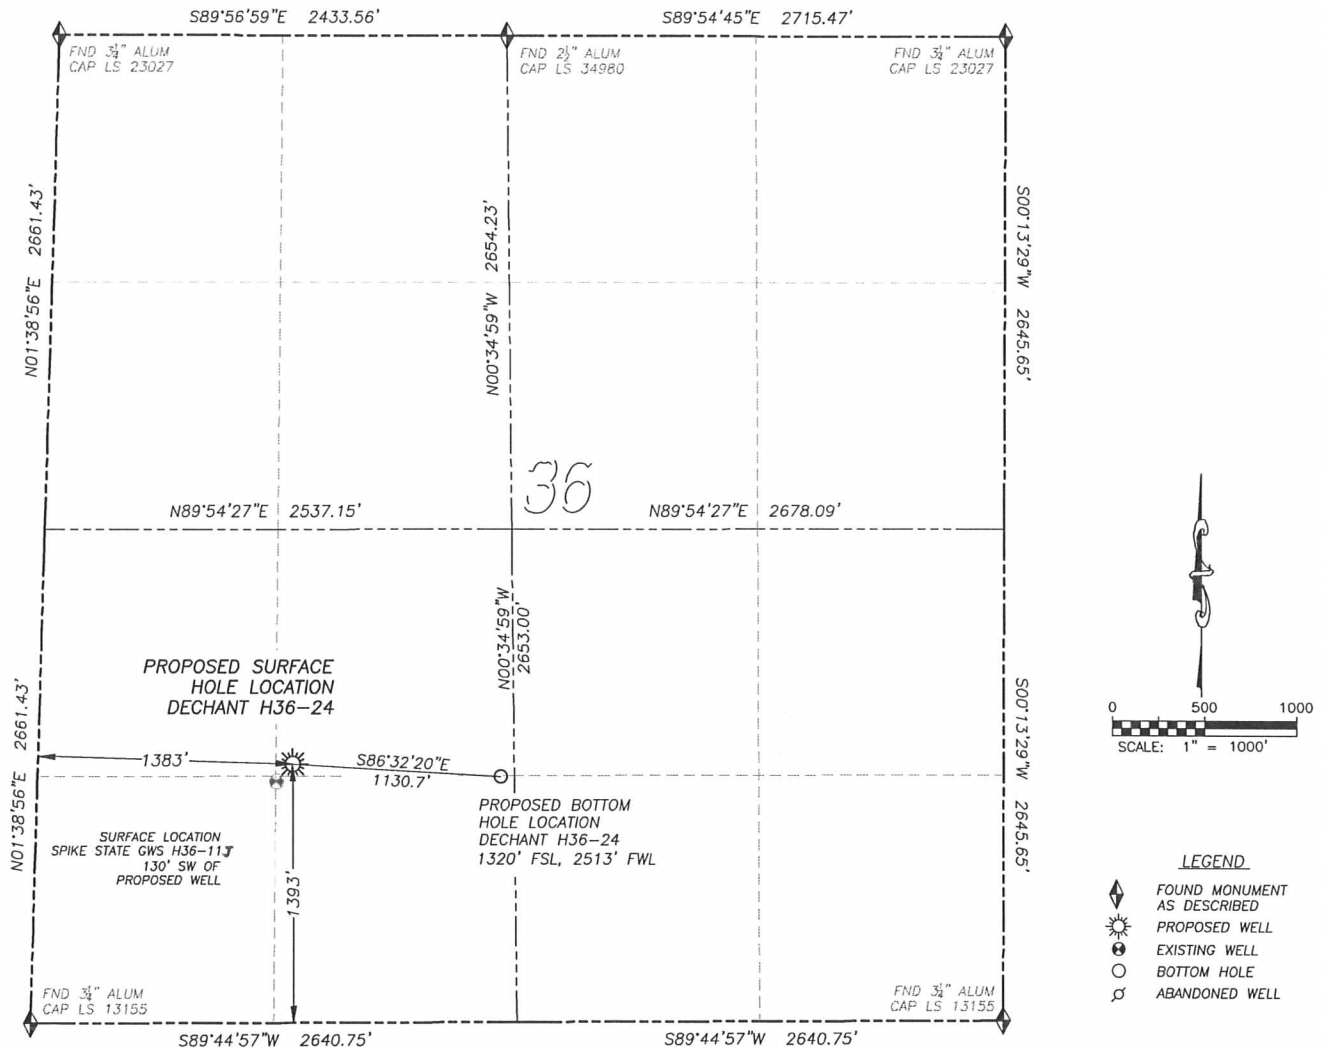 S89°56'59"E 2433.56'
S89°54'45"E 2715.47'
FND 3¼" ALUM
CAP LS 23027
FND 2½" ALUM
CAP LS 34980
FND 3¼" ALUM
CAP LS 23027
N01°38'56"E 2661.43'
N00°34'59"W 2654.23'
S00°13'29"W 2645.65'
36
N89°54'27"E 2537.15'
N89°54'27"E 2678.09'
N00°34'59"W
2653.00'
PROPOSED SURFACE
HOLE LOCATION
DECHANT H36-24
N01°38'56"E 2661.43'
1383'
S86°32'20"E
1130.7'
S00°13'29"W 2645.65'
PROPOSED BOTTOM
HOLE LOCATION
DECHANT H36-24
1320' FSL, 2513' FWL
SURFACE LOCATION
SPIKE STATE GWS H36-11J
130' SW OF
PROPOSED WELL
1393'
FND 3¼" ALUM
CAP LS 13155
FND 3¼" ALUM
CAP LS 13155
S89°44'57"W 2640.75'
S89°44'57"W 2640.75'
0 500 1000
SCALE: 1" = 1000'
LEGEND
FOUND MONUMENT
AS DESCRIBED
PROPOSED WELL
EXISTING WELL
BOTTOM HOLE
ABANDONED WELL